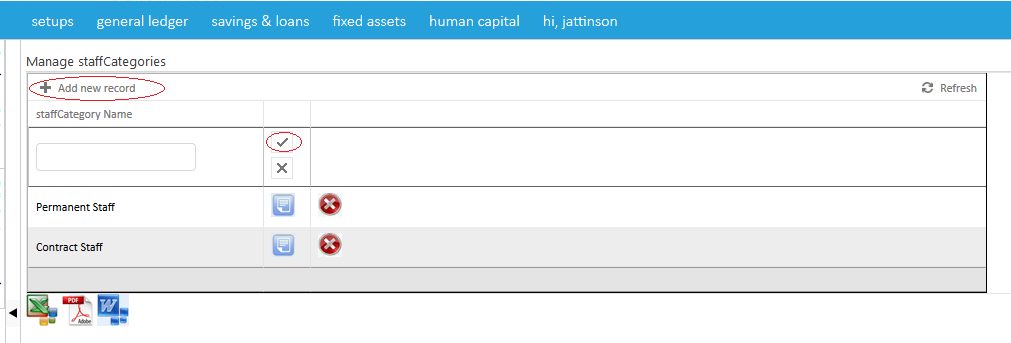 setups general ledger savings & loans fixed assets human capital hi, jattinson
Manage staffCategories
Add new record Refresh
staffCategory Name
Permanent Staff
Contract Staff
PDF
Adobe